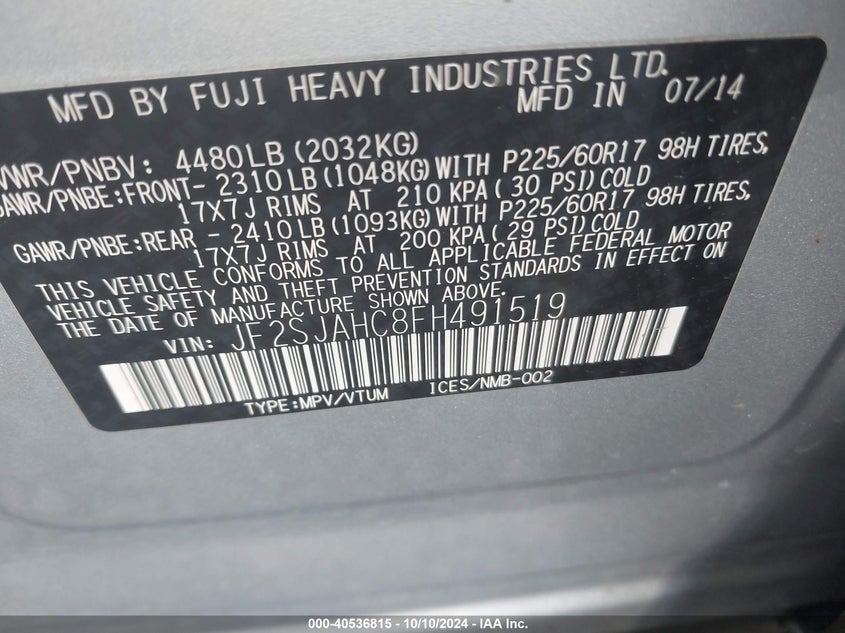 MFD BY FUJI HEAVY INDUSTRIES LTD.
MFD IN 07/14
VWR/PNBV: 4480LB(2032KG)
GAWR/PNBE:FRONT- 2310LB(1048KG)WITH P225/60R17 98H TIRES,
17X7J RIMS AT 210 KPA(30 PSI)COLD
GAWR/PNBE:REAR - 2410LB(1093KG)WITH P225/60R17 98H TIRES,
17X7J RIMS AT 200 KPA(29 PSI)COLD
THIS VEHICLE CONFORMS TO ALL APPLICABLE FEDERAL MOTOR
VEHICLE SAFETY AND THEFT PREVENTION STANDARDS IN EFFECT ON
THE DATE OF MANUFACTURE SHOWN ABOVE.
VIN: JF2SJAHC8FH491519
TYPE:MPV/VTUM ICES/NMB-002
000-40536815 - 10/10/2024 - IAA Inc.